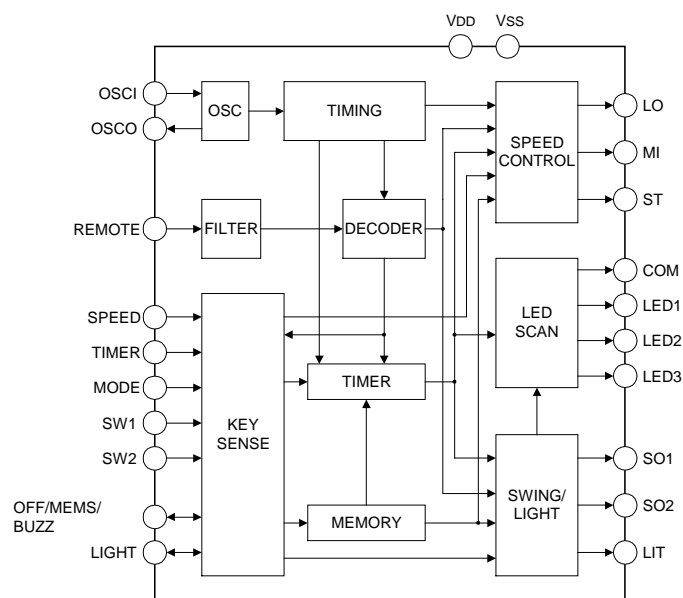 VDD VSS
OSCI
OSCO
OSC
TIMING
SPEED
CONTROL
LO
MI
ST
REMOTE
FILTER
DECODER
COM
LED1
LED2
LED3
LED
SCAN
SPEED
TIMER
MODE
SW1
SW2
OFF/MEMS/
BUZZ
LIGHT
KEY
SENSE
TIMER
MEMORY
SWING/
LIGHT
SO1
SO2
LIT